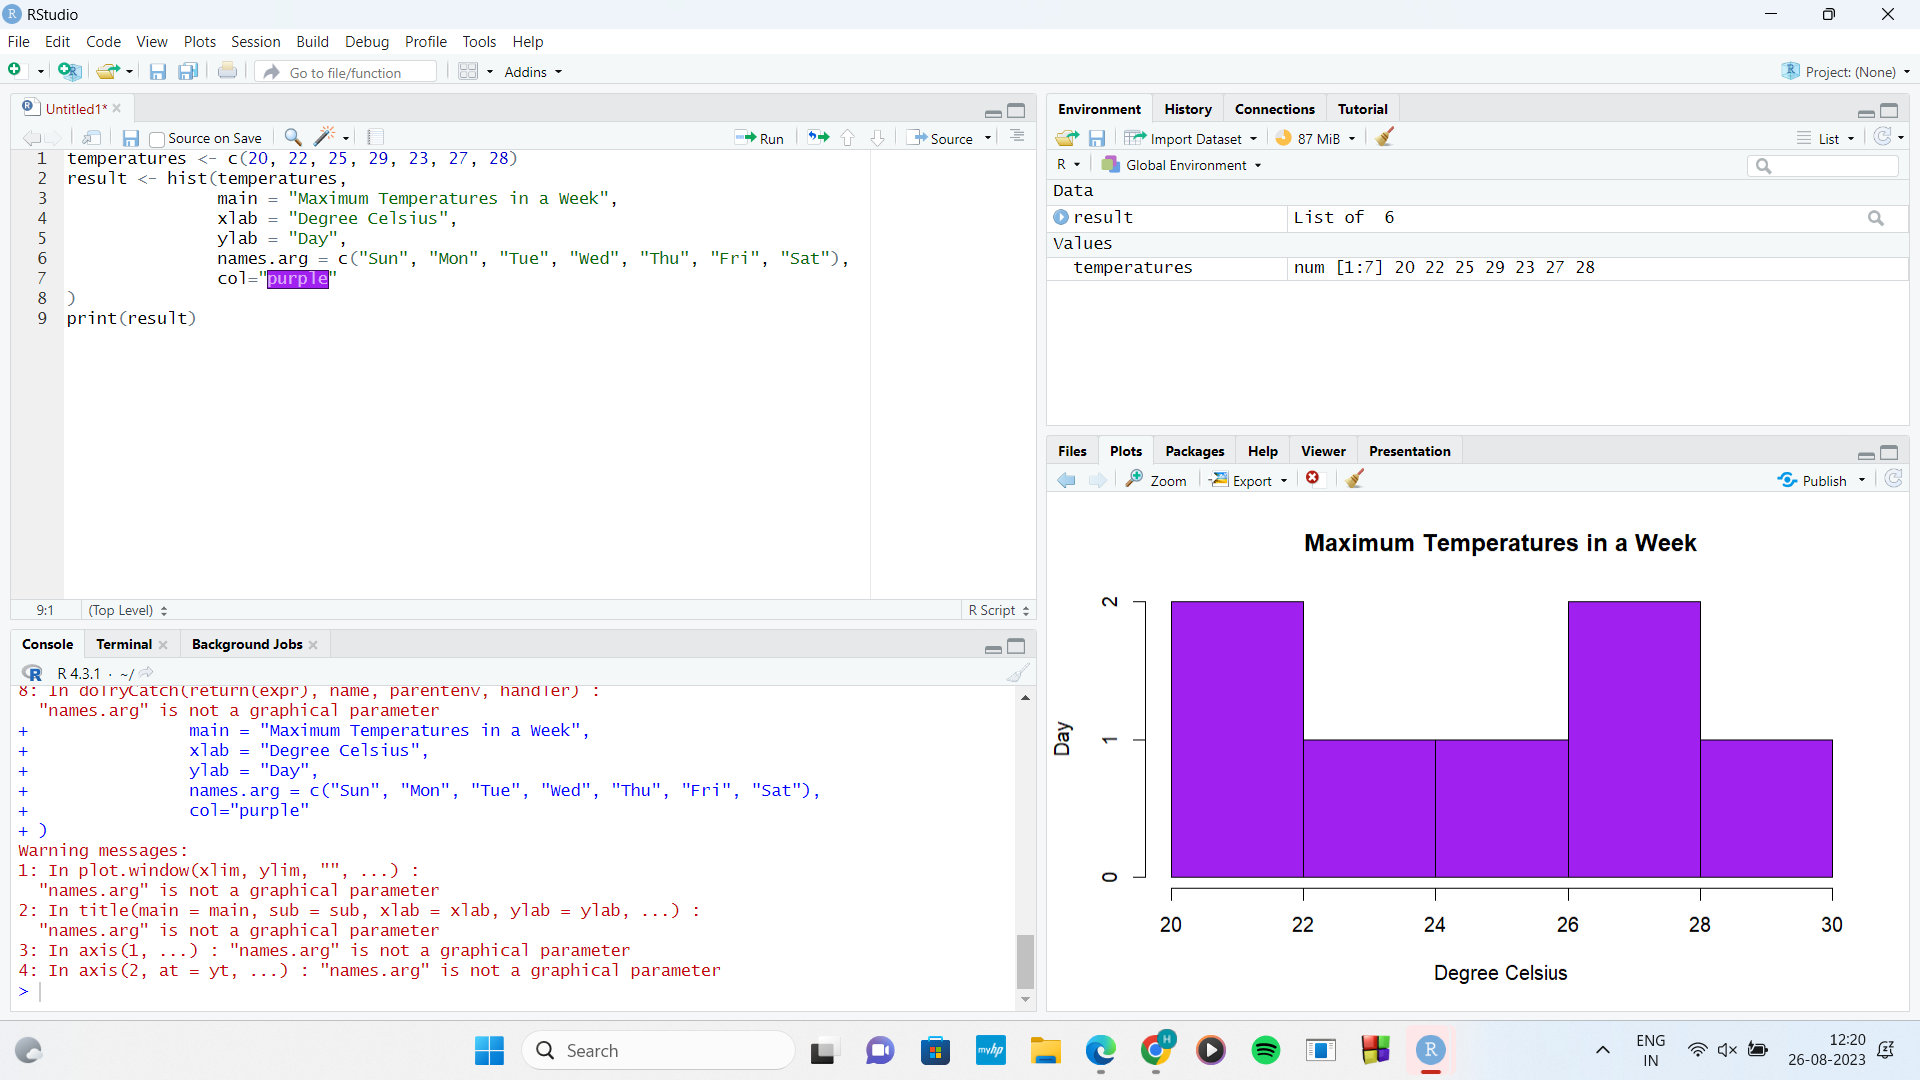 RStudio
File Edit Code View Plots Session Build Debug Profile Tools Help
Go to file/function Addins Project: (None)
Untitled1*
Source on Save Run Source
1 temperatures <- c(20, 22, 25, 29, 23, 27, 28)
2 result <- hist(temperatures,
3 main = "Maximum Temperatures in a Week",
4 xlab = "Degree Celsius",
5 ylab = "Day",
6 names.arg = c("Sun", "Mon", "Tue", "Wed", "Thu", "Fri", "Sat"),
7 col="purple"
8 )
9 print(result)
9:1 (Top Level) R Script
Console Terminal Background Jobs
R R 4.3.1 · ~/
8: In doTryCatch(return(expr), name, parentenv, handler) :
"names.arg" is not a graphical parameter
+ main = "Maximum Temperatures in a Week",
+ xlab = "Degree Celsius",
+ ylab = "Day",
+ names.arg = c("Sun", "Mon", "Tue", "Wed", "Thu", "Fri", "Sat"),
+ col="purple"
+ )
Warning messages:
1: In plot.window(xlim, ylim, "", ...) :
"names.arg" is not a graphical parameter
2: In title(main = main, sub = sub, xlab = xlab, ylab = ylab, ...) :
"names.arg" is not a graphical parameter
3: In axis(1, ...) : "names.arg" is not a graphical parameter
4: In axis(2, at = yt, ...) : "names.arg" is not a graphical parameter
>
Environment History Connections Tutorial
Import Dataset 87 MiB List
R Global Environment
Data
result List of 6
Values
temperatures num [1:7] 20 22 25 29 23 27 28
Files Plots Packages Help Viewer Presentation
Zoom Export Publish
Maximum Temperatures in a Week
Day
2
1
0
20 22 24 26 28 30
Degree Celsius
Search myhp H R ENG IN 12:20
26-08-2023